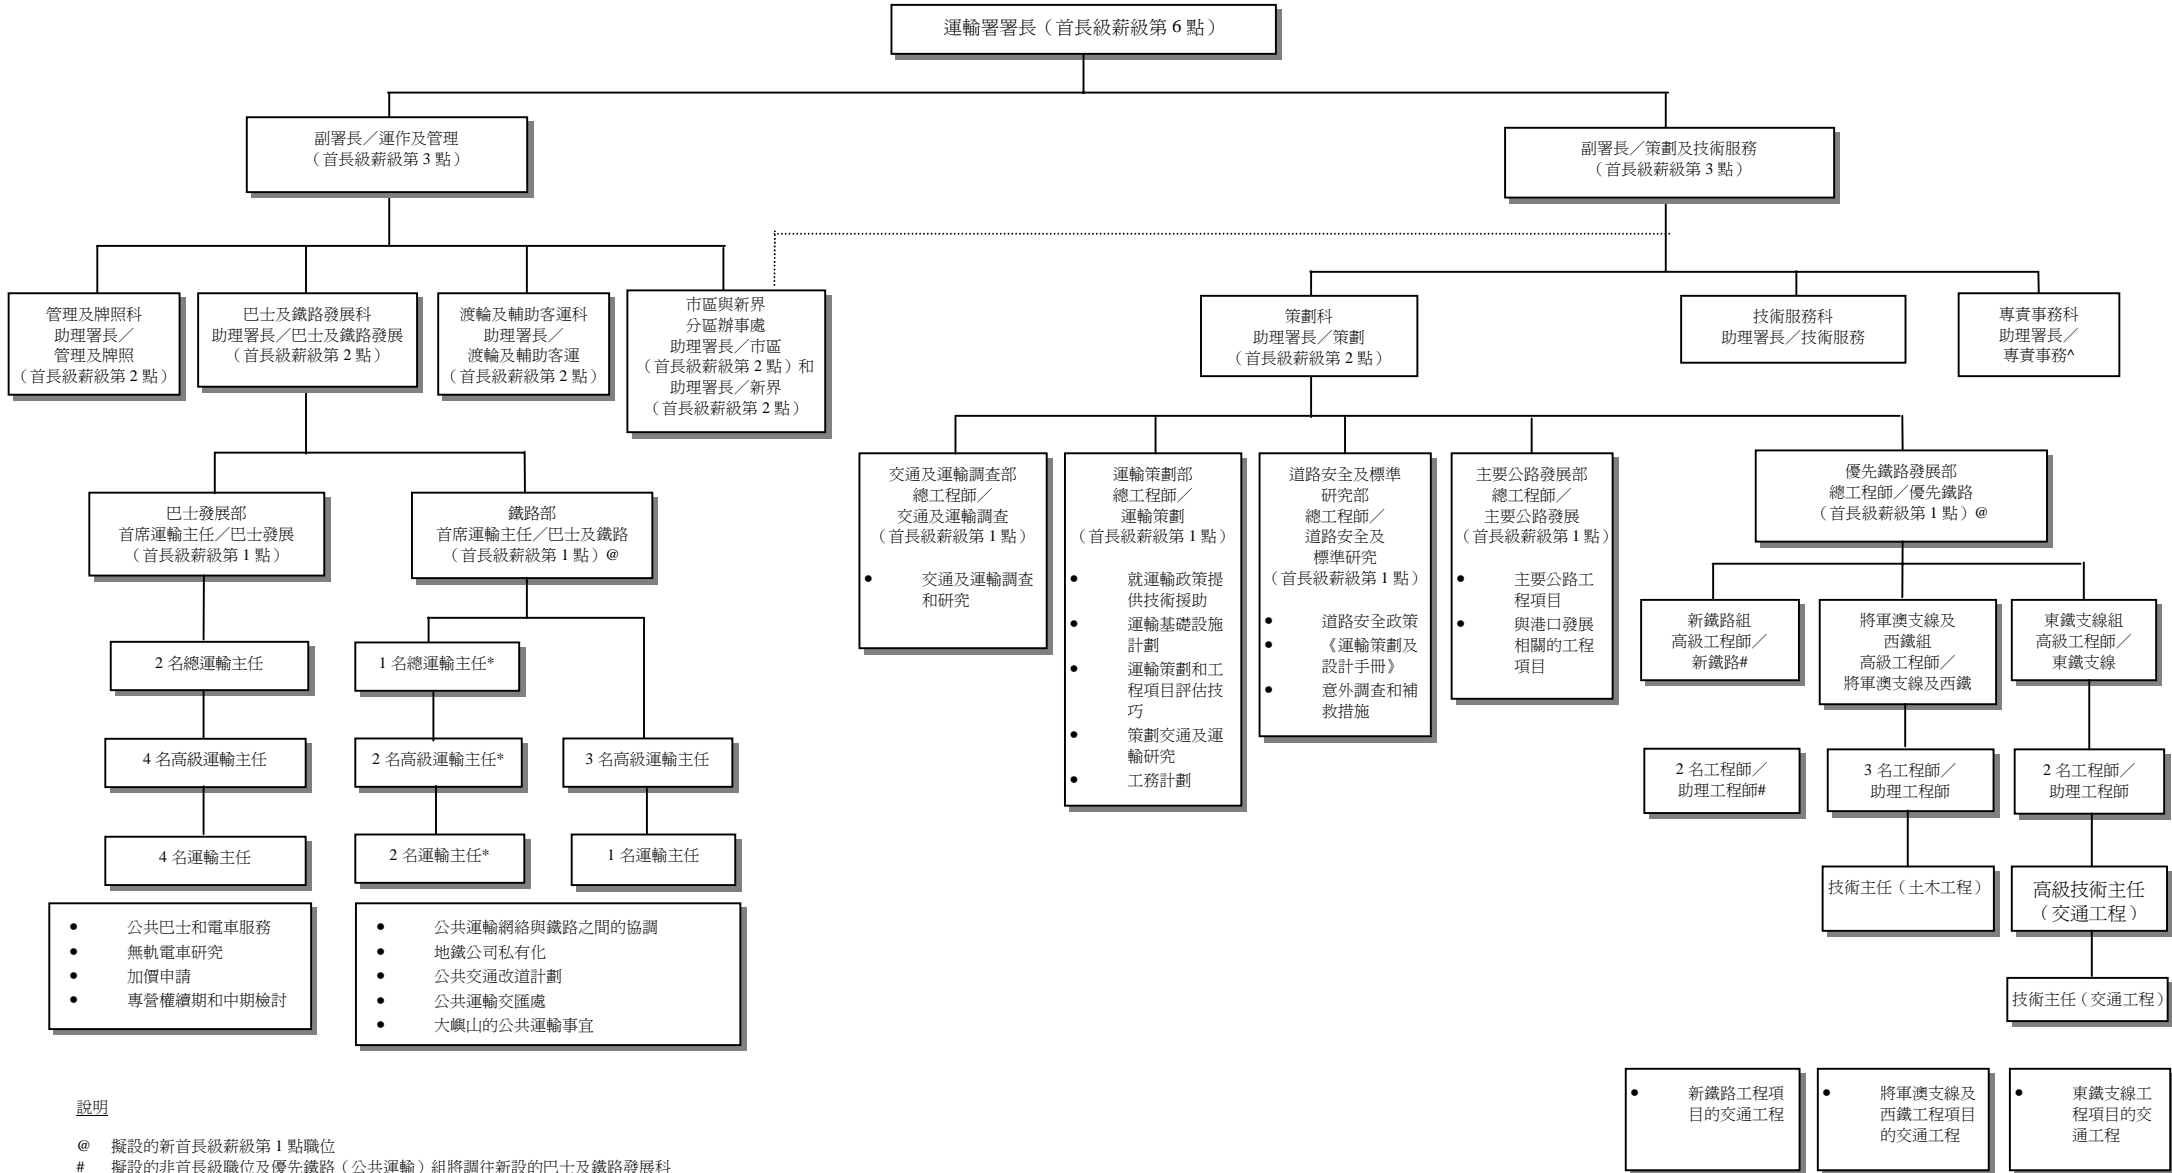 運輸署署長（首長級薪級第 6 點）
副署長／運作及管理
（首長級薪級第 3 點）
副署長／策劃及技術服務
（首長級薪級第 3 點）
管理及牌照科
助理署長／
管理及牌照
（首長級薪級第 2 點）
巴士及鐵路發展科
助理署長／巴士及鐵路發展
（首長級薪級第 2 點）
渡輪及輔助客運科
助理署長／
渡輪及輔助客運
（首長級薪級第 2 點）
市區與新界
分區辦事處
助理署長／市區
（首長級薪級第 2 點）和
助理署長／新界
（首長級薪級第 2 點）
策劃科
助理署長／策劃
（首長級薪級第 2 點）
技術服務科
助理署長／技術服務
專責事務科
助理署長／
專責事務^
巴士發展部
首席運輸主任／巴士發展
（首長級薪級第 1 點）
鐵路部
首席運輸主任／巴士及鐵路
（首長級薪級第 1 點）@
交通及運輸調查部
總工程師／
交通及運輸調查
（首長級薪級第 1 點）
● 交通及運輸調查
和研究
運輸策劃部
總工程師／
運輸策劃
（首長級薪級第 1 點）
● 就運輸政策提
供技術援助
● 運輸基礎設施
計劃
● 運輸策劃和工
程項目評估技
巧
● 策劃交通及運
輸研究
● 工務計劃
道路安全及標準
研究部
總工程師／
道路安全及
標準研究
（首長級薪級第 1 點）
● 道路安全政策
● 《運輸策劃及
設計手冊》
● 意外調查和補
救措施
主要公路發展部
總工程師／
主要公路發展
（首長級薪級第 1 點）
● 主要公路工
程項目
● 與港口發展
相關的工程
項目
優先鐵路發展部
總工程師／優先鐵路
（首長級薪級第 1 點）@
2 名總運輸主任
4 名高級運輸主任
4 名運輸主任
1 名總運輸主任*
2 名高級運輸主任*
2 名運輸主任*
3 名高級運輸主任
1 名運輸主任
新鐵路組
高級工程師／
新鐵路#
將軍澳支線及
西鐵組
高級工程師／
將軍澳支線及西鐵
東鐵支線組
高級工程師／
東鐵支線
2 名工程師／
助理工程師#
3 名工程師／
助理工程師
2 名工程師／
助理工程師
技術主任（土木工程）
高級技術主任
（交通工程）
技術主任（交通工程）
● 公共巴士和電車服務
● 無軌電車研究
● 加價申請
● 專營權續期和中期檢討
● 公共運輸網絡與鐵路之間的協調
● 地鐵公司私有化
● 公共交通改道計劃
● 公共運輸交匯處
● 大嶼山的公共運輸事宜
● 新鐵路工程項
目的交通工程
● 將軍澳支線及
西鐵工程項目
的交通工程
● 東鐵支線工
程項目的交
通工程
說明
@ 擬設的新首長級薪級第 1 點職位
# 擬設的非首長級職位及優先鐵路（公共運輸）組將調往新設的巴士及鐵路發展科